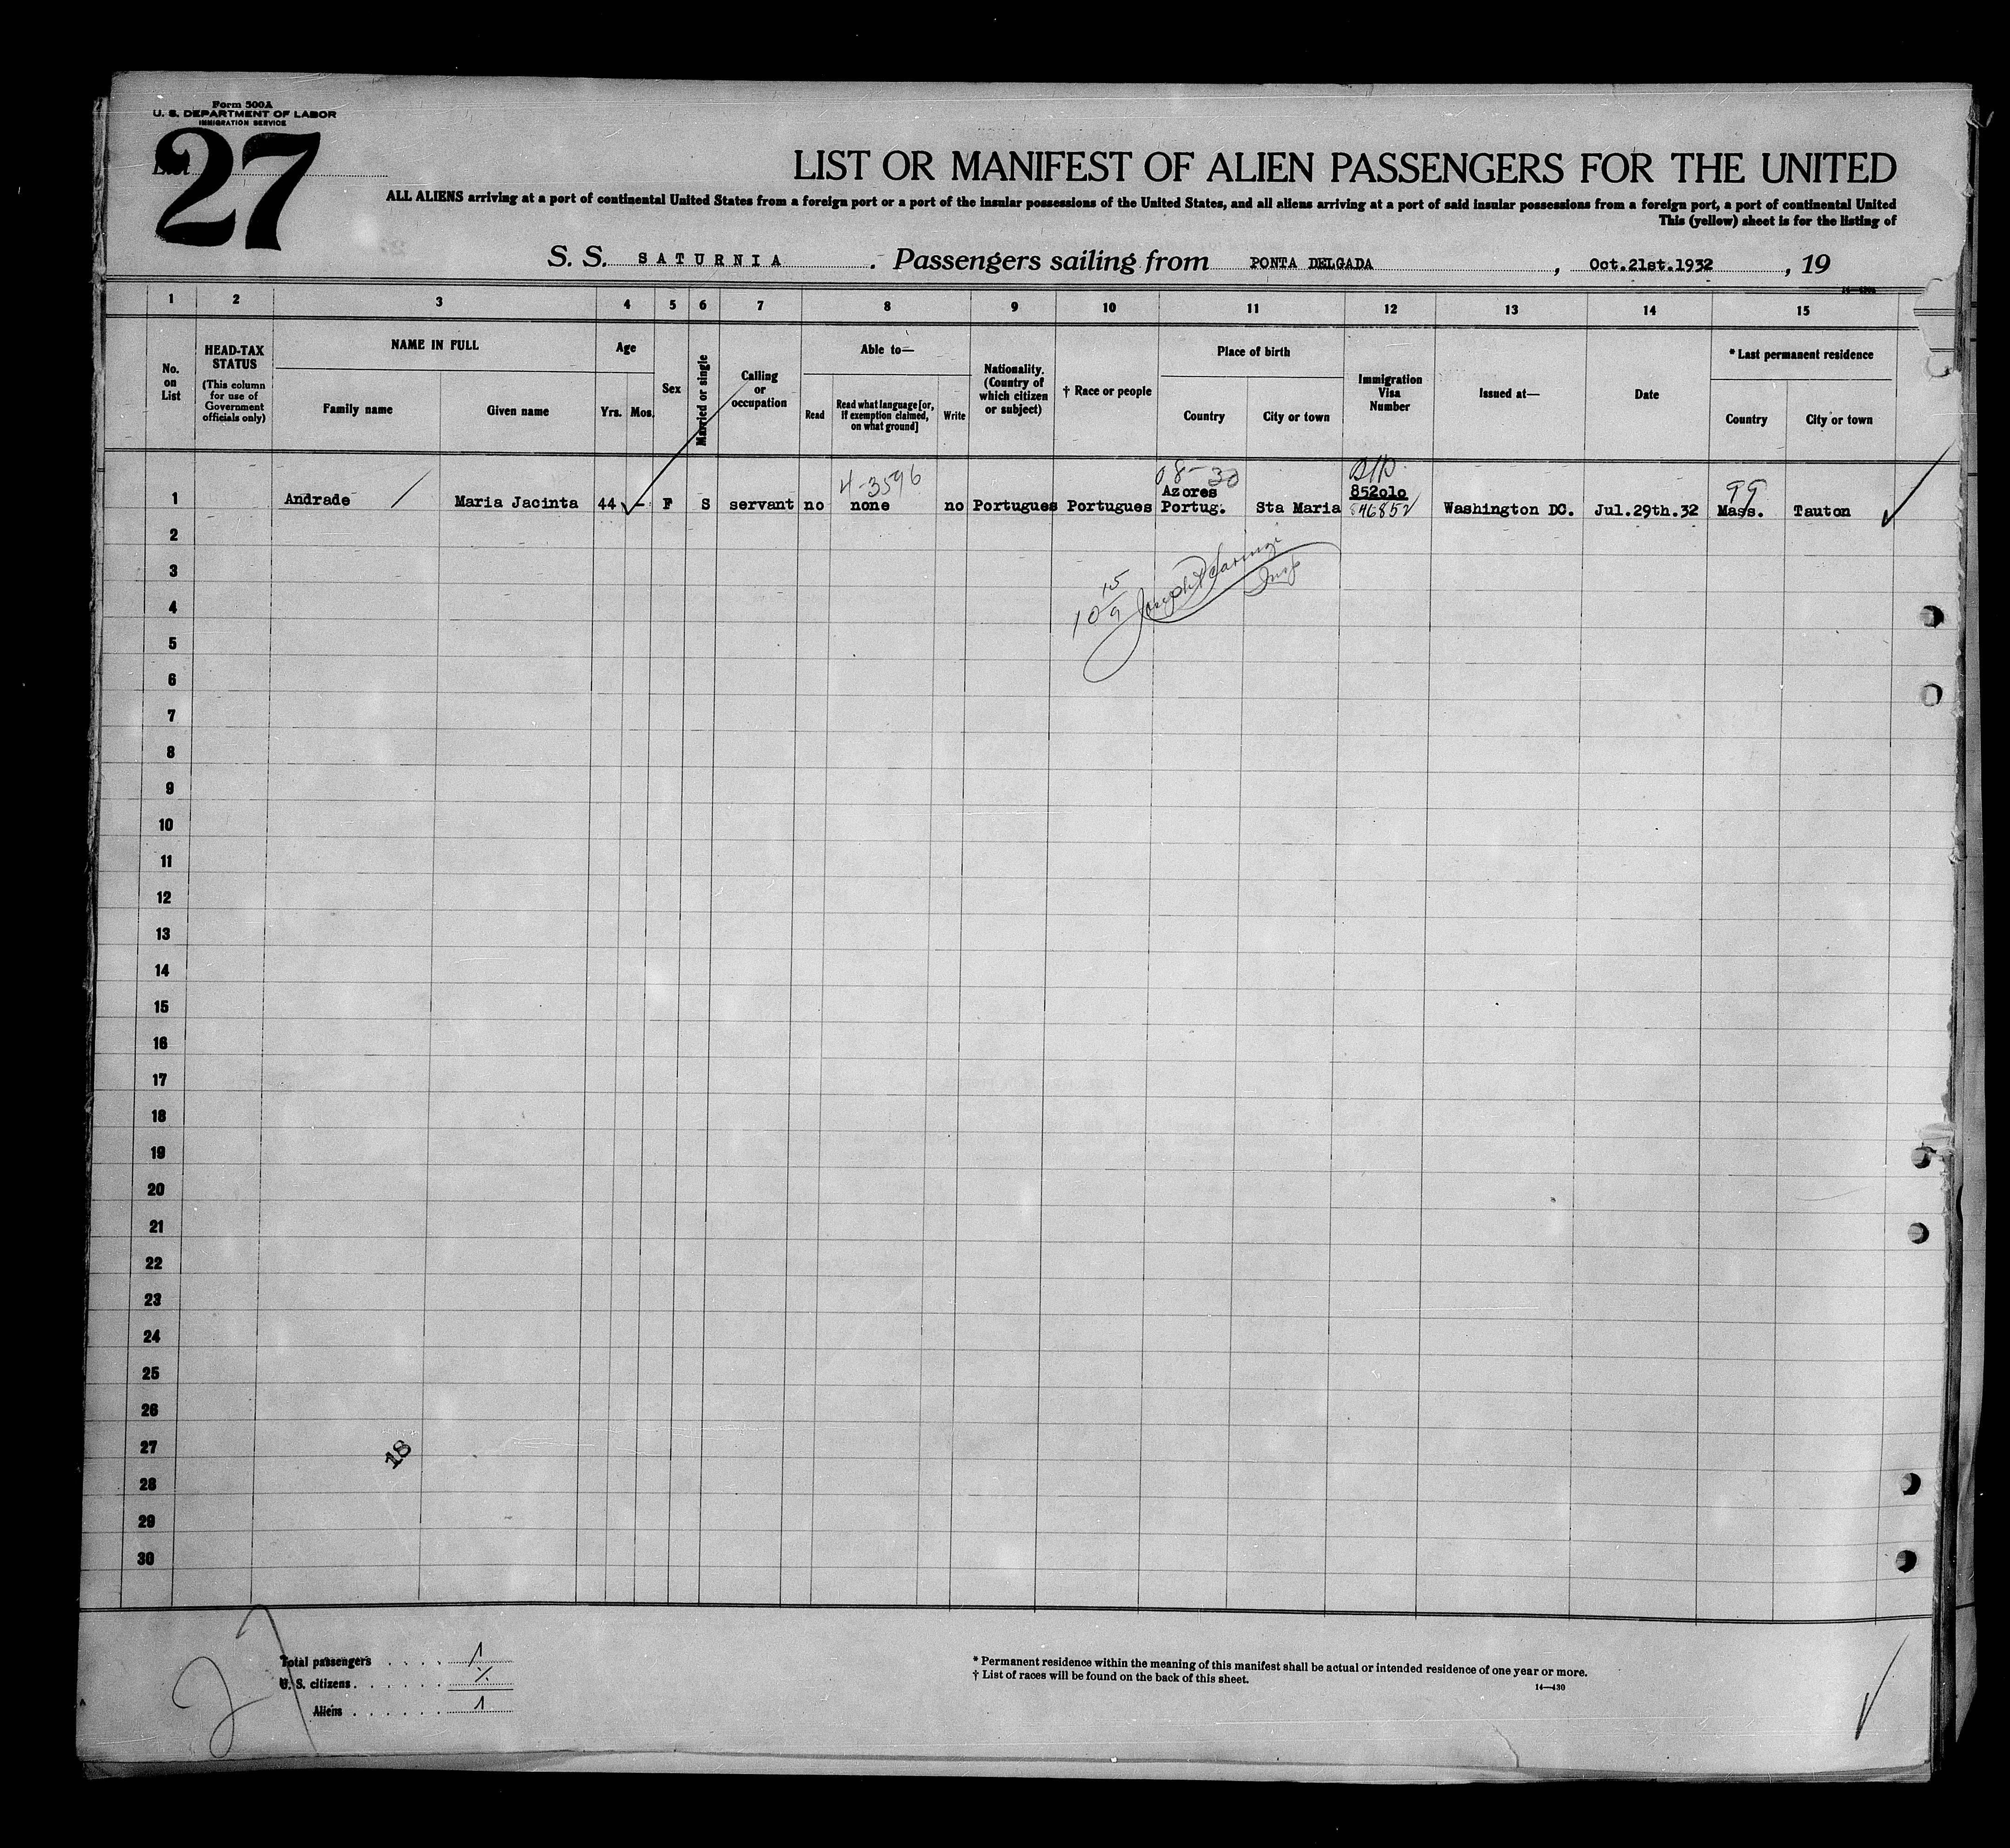 Form 500A
U. S. DEPARTMENT OF LABOR
IMMIGRATION SERVICE
List 27
LIST OR MANIFEST OF ALIEN PASSENGERS FOR THE UNITED
ALL ALIENS arriving at a port of continental United States from a foreign port or a port of the insular possessions of the United States, and all aliens arriving at a port of said insular possessions from a foreign port, a port of continental United
This (yellow) sheet is for the listing of
S. S. SATURNIA . Passengers sailing from PONTA DELGADA , Oct.21st.1932 , 19
1 2 3 4 5 6 7 8 9 10 11 12 13 14 15
No. on List
HEAD-TAX STATUS
(This column for use of Government officials only)
NAME IN FULL
Family name Given name
Age
Yrs. Mos.
Sex
Married or single
Calling or occupation
Able to—
Read Read what language [or, if exemption claimed, on what ground] Write
Nationality. (Country of which citizen or subject)
† Race or people
Place of birth
Country City or town
Immigration Visa Number
Issued at—
Date
* Last permanent residence
Country City or town
4-3596 08-30
99
Azores 852o1o
1 Andrade / Maria Jacinta 44 - F S servant no none no Portugues Portugues Portug. Sta Maria 846852 Washington DC. Jul.29th.32 Mass. Tauton
2
3
4
5
6
7
8
9
10
11
12
13
14
15
16
17
18
19
20
21
22
23
24
25
26
27
28
29
30
18
27
Total passengers . . . . 1
U. S. citizens . . . . . .
Aliens . . . . . . 1
* Permanent residence within the meaning of this manifest shall be actual or intended residence of one year or more.
† List of races will be found on the back of this sheet.
14—430